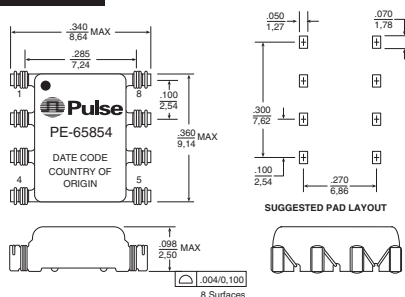 .340
8,64
MAX
.285
7,24
1
8
Pulse
PE-65854
DATE CODE
COUNTRY OF
ORIGIN
4
5
.100
2,54
.360
9,14
MAX
.050
1,27
.070
1,78
.300
7,62
.100
2,54
.270
6,86
SUGGESTED PAD LAYOUT
.098
2,50
MAX
.004/0,100
8 Surfaces